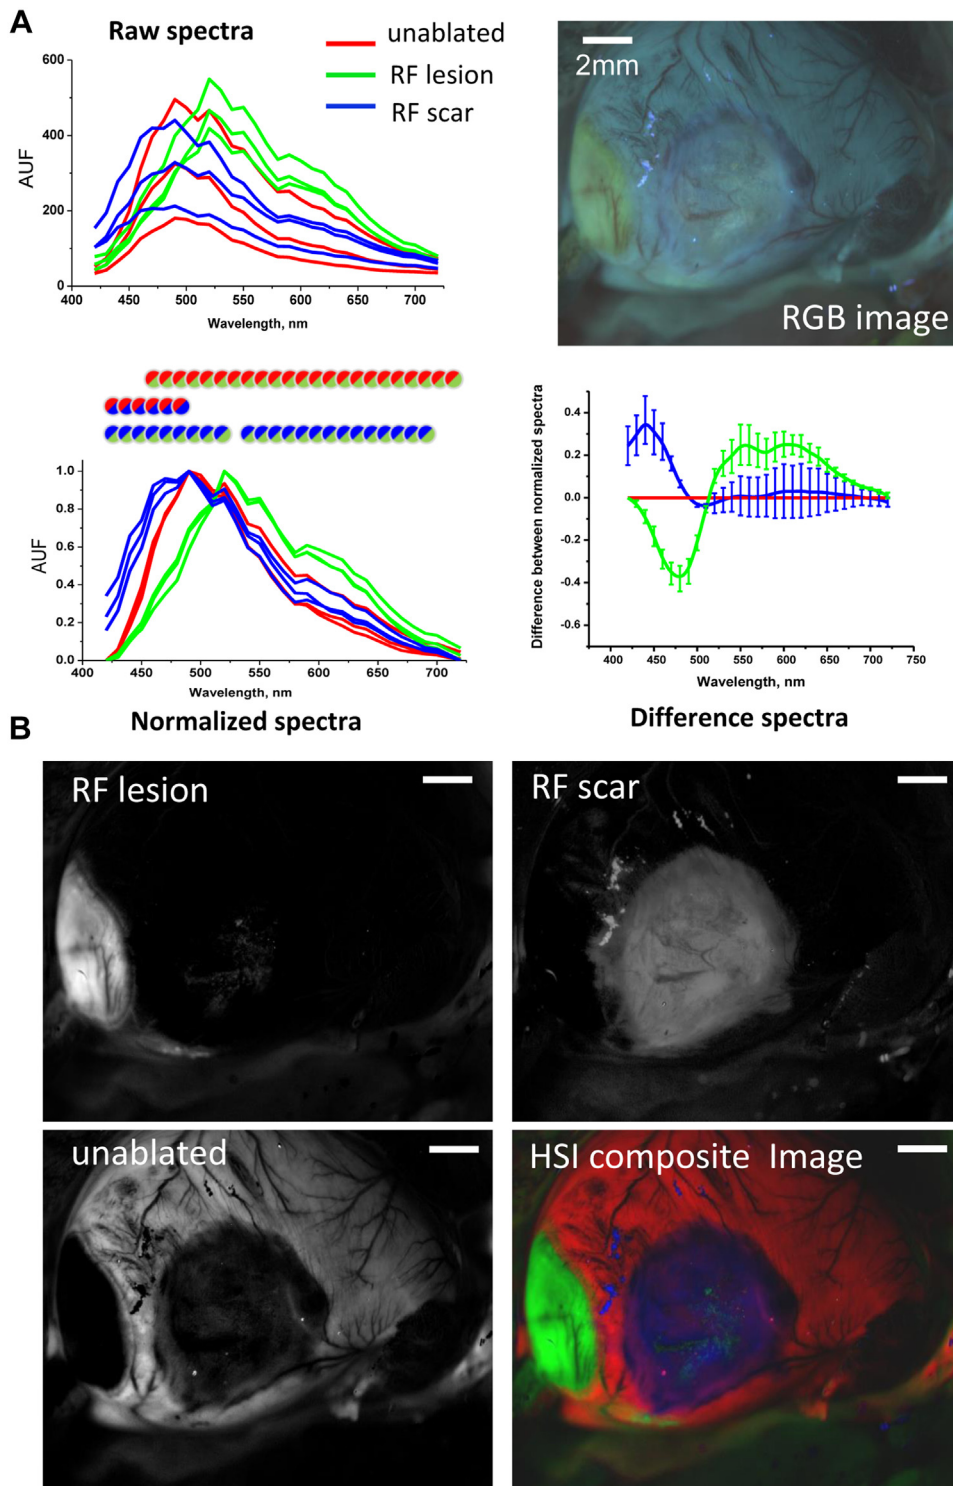 A
Raw spectra
unablated
RF lesion
RF scar
600
400
200
0
AUF
400 450 500 550 600 650 700
Wavelength, nm
2mm
RGB image
1.0
0.8
0.6
0.4
0.2
0.0
AUF
400 450 500 550 600 650 700
Wavelength, nm
Normalized spectra
Difference between normalized spectra
0.4
0.2
0.0
-0.2
-0.4
-0.6
400 450 500 550 600 650 700 750
Wavelength, nm
Difference spectra
B
RF lesion
RF scar
unablated
HSI composite Image